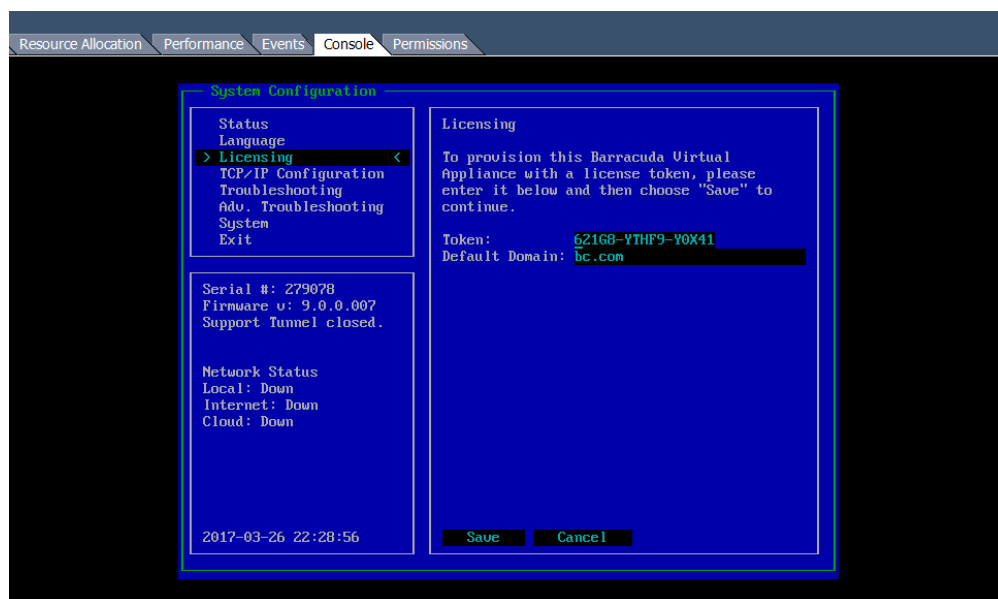 Resource Allocation Performance Events Console Permissions
System Configuration
Status
Language
> Licensing <
TCP/IP Configuration
Troubleshooting
Adv. Troubleshooting
System
Exit
Serial #: 279078
Firmware v: 9.0.0.007
Support Tunnel closed.
Network Status
Local: Down
Internet: Down
Cloud: Down
2017-03-26 22:28:56
Licensing
To provision this Barracuda Virtual
Appliance with a license token, please
enter it below and then choose "Save" to
continue.
Token: 621G8-YTHF9-Y0X41
Default Domain: bc.com
Save Cancel